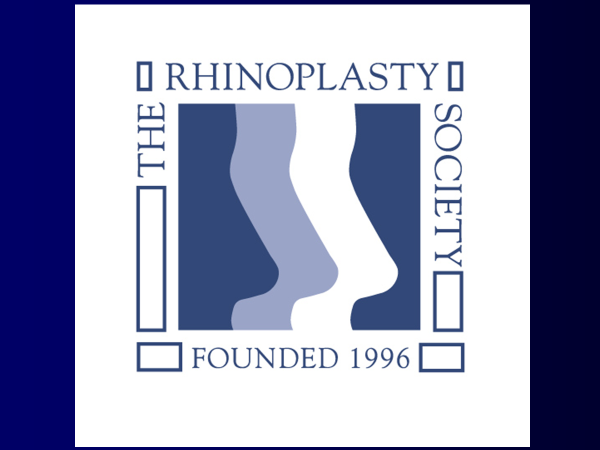 THE
RHINOPLASTY
SOCIETY
FOUNDED 1996